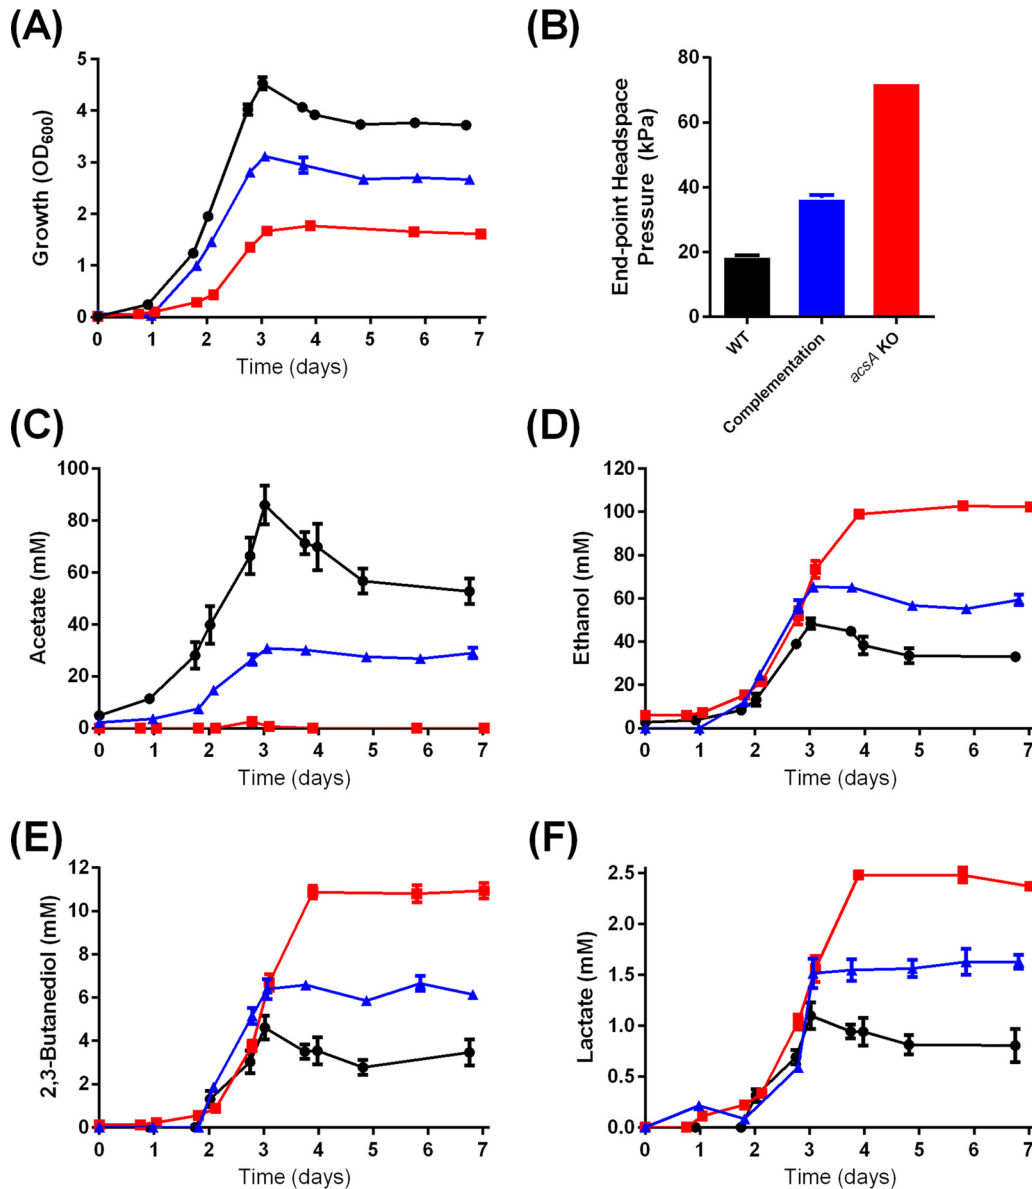 (A)
Growth (OD600)
5
4
3
2
1
0
0 1 2 3 4 5 6 7
Time (days)
(B)
End-point Headspace
Pressure (kPa)
80
60
40
20
0
WT
Complementation
acsA KO
(C)
Acetate (mM)
100
80
60
40
20
0
0 1 2 3 4 5 6 7
Time (days)
(D)
Ethanol (mM)
120
100
80
60
40
20
0
0 1 2 3 4 5 6 7
Time (days)
(E)
2,3-Butanediol (mM)
12
10
8
6
4
2
0
0 1 2 3 4 5 6 7
Time (days)
(F)
Lactate (mM)
2.5
2.0
1.5
1.0
0.5
0.0
0 1 2 3 4 5 6 7
Time (days)